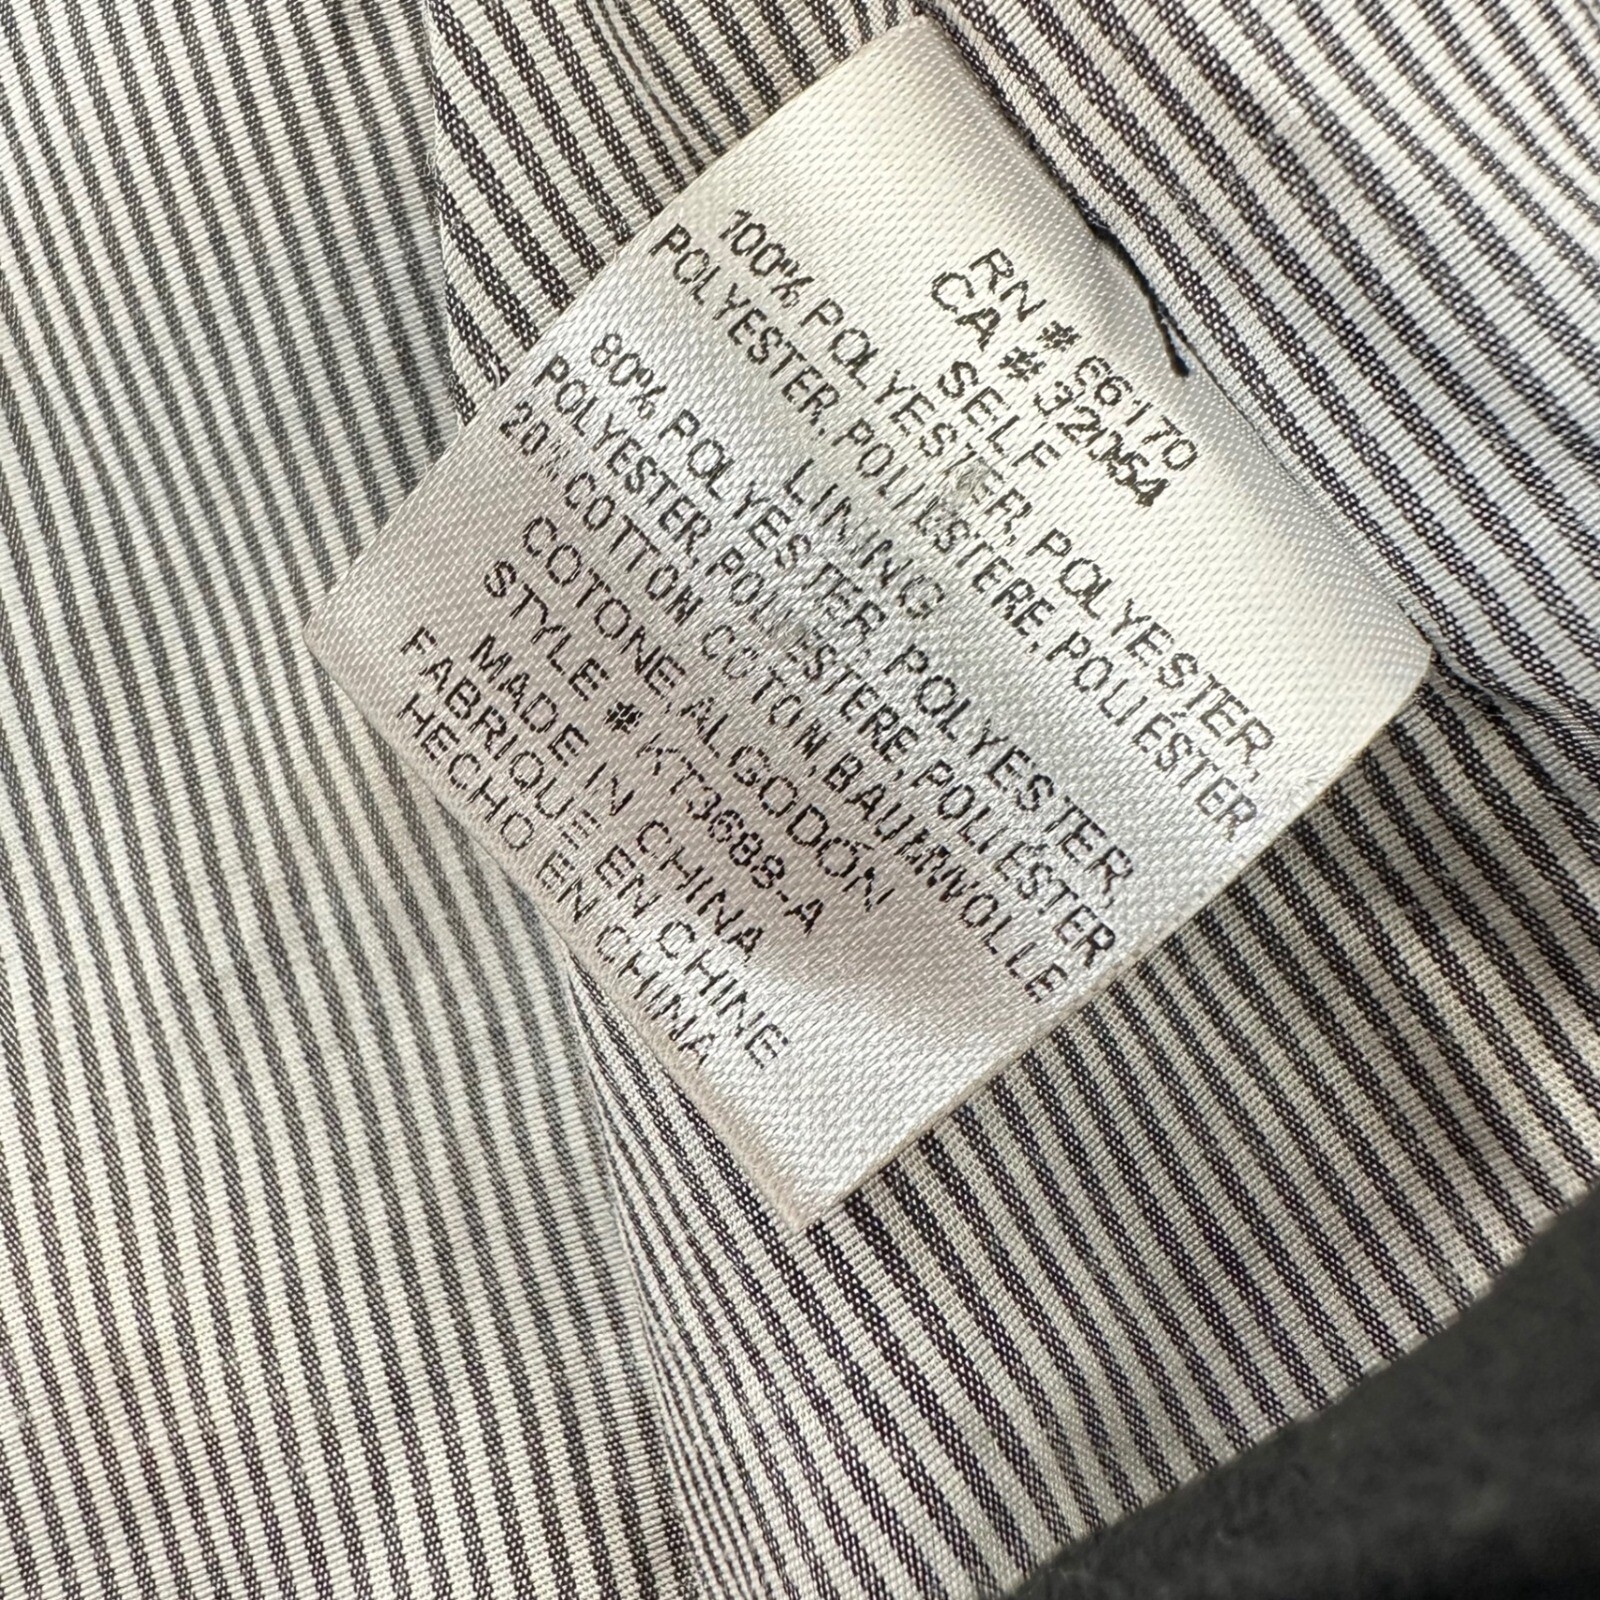 RN # 66170
CA # 32054
SELF
100% POLYESTER, POLYESTER,
POLYESTER, POLIESTERE, POLIÉSTER
LINING
80% POLYESTER, POLYESTER,
POLYESTER, POLIESTERE, POLIÉSTER
20% COTTON, COTON, BAUMWOLLE
COTONE, ALGODÓN
STYLE # KT3688-A
MADE IN CHINA
FABRIQUE EN CHINE
HECHO EN CHINA